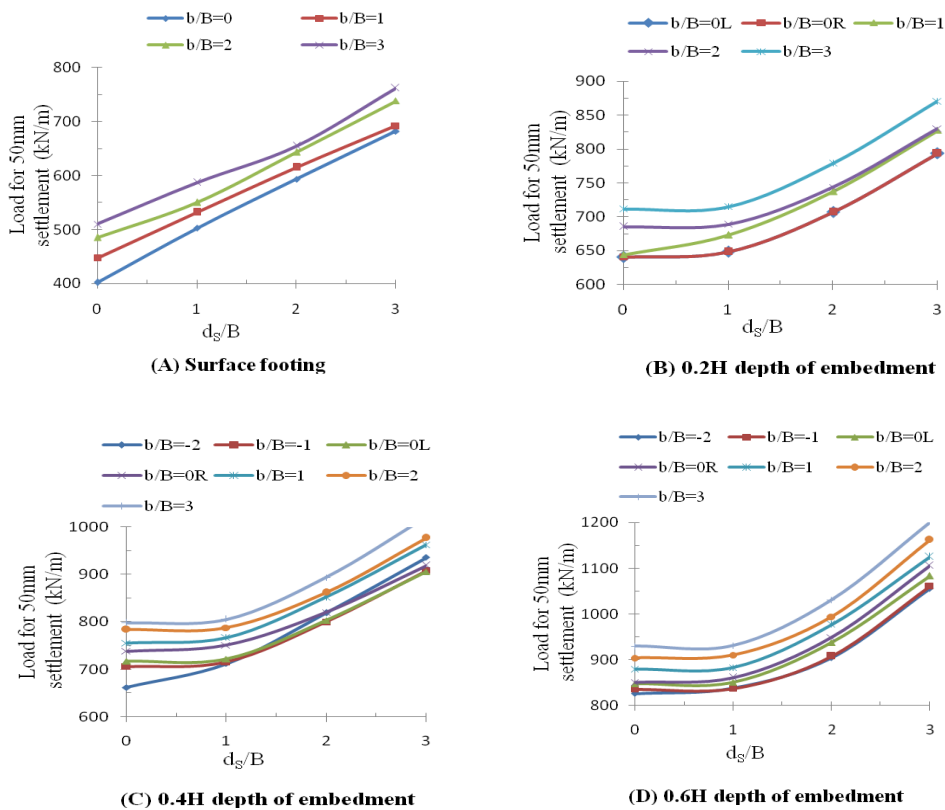 b/B=0 b/B=1
b/B=2 b/B=3
800
700
600
500
400
Load for 50mm
settlement (kN/m)
0 1 2 3
dS/B
(A) Surface footing
b/B=0L b/B=0R b/B=1
b/B=2 b/B=3
900
850
800
750
700
650
600
Load for 50mm
settlement (kN/m)
0 1 2 3
dS/B
(B) 0.2H depth of embedment
b/B=-2 b/B=-1 b/B=0L
b/B=0R b/B=1 b/B=2
b/B=3
1000
900
800
700
600
Load for 50mm
settlement (kN/m)
0 1 2 3
dS/B
(C) 0.4H depth of embedment
b/B=-2 b/B=-1 b/B=0L
b/B=0R b/B=1 b/B=2
b/B=3
1200
1100
1000
900
800
Load for 50mm
settlement (kN/m)
0 1 2 3
dS/B
(D) 0.6H depth of embedment